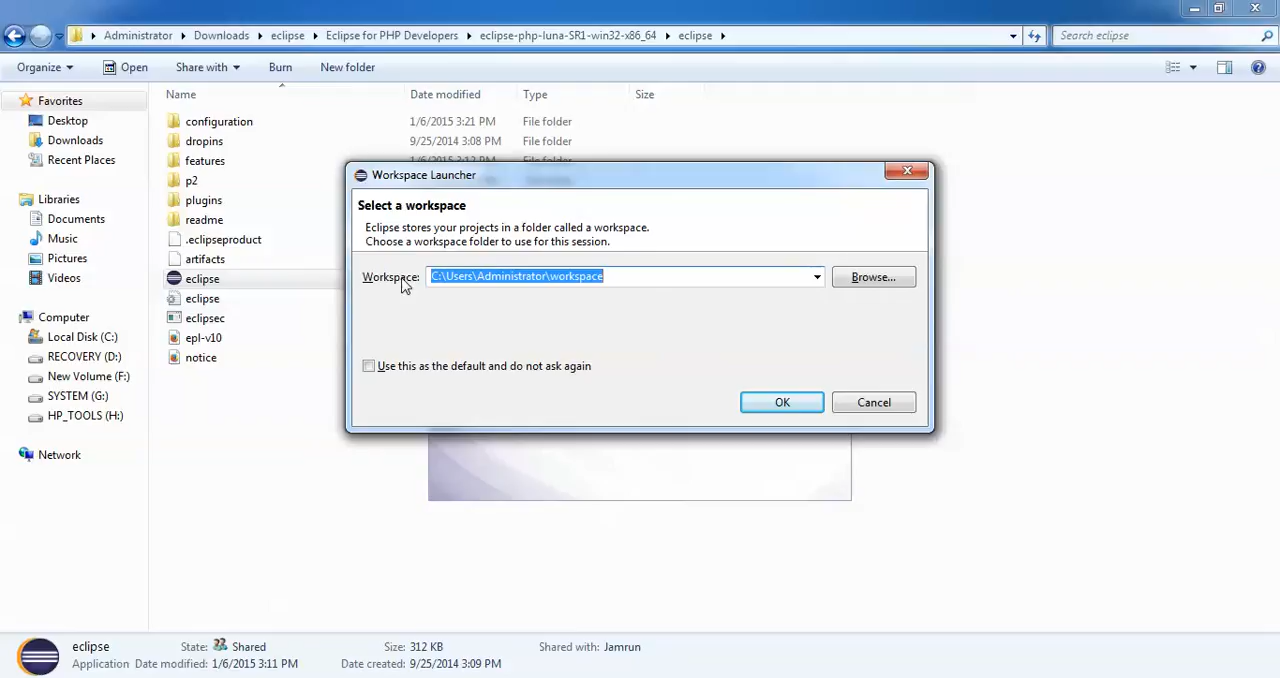 Administrator Downloads eclipse Eclipse for PHP Developers eclipse-php-luna-SR1-win32-x86_64 eclipse Search eclipse
Organize Open Share with Burn New folder
Favorites
Desktop
Downloads
Recent Places
Libraries
Documents
Music
Pictures
Videos
Computer
Local Disk (C:)
RECOVERY (D:)
New Volume (F:)
SYSTEM (G:)
HP_TOOLS (H:)
Network
Name Date modified Type Size
configuration 1/6/2015 3:21 PM File folder
dropins 9/25/2014 3:08 PM File folder
features 1/6/2015 3:12 PM File folder
p2
plugins
readme
.eclipseproduct
artifacts
eclipse
eclipse
eclipsec
epl-v10
notice
Workspace Launcher
Select a workspace
Eclipse stores your projects in a folder called a workspace.
Choose a workspace folder to use for this session.
Workspace: C:\Users\Administrator\workspace Browse...
Use this as the default and do not ask again
OK Cancel
eclipse State: Shared Size: 312 KB Shared with: Jamrun
Application Date modified: 1/6/2015 3:11 PM Date created: 9/25/2014 3:09 PM